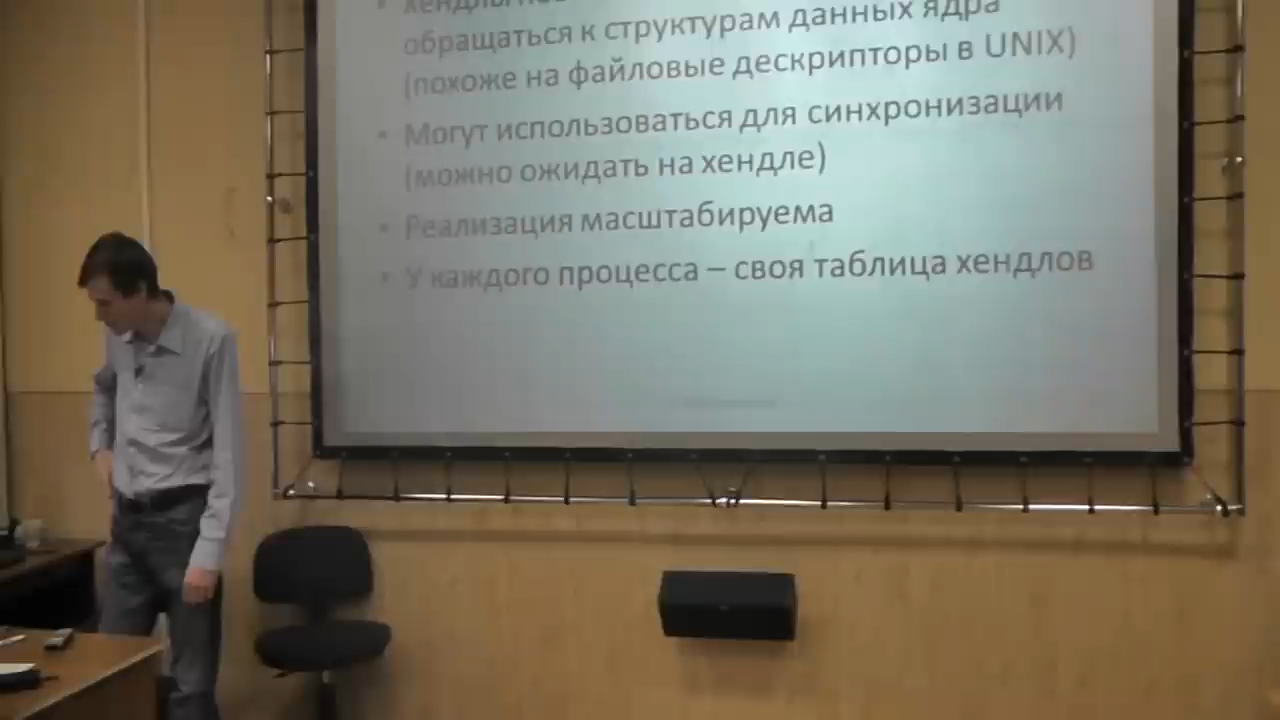 обращаться к структурам данных ядра
(похоже на файловые дескрипторы в UNIX)
• Могут использоваться для синхронизации
(можно ожидать на хендле)
• Реализация масштабируема
• У каждого процесса – своя таблица хендлов